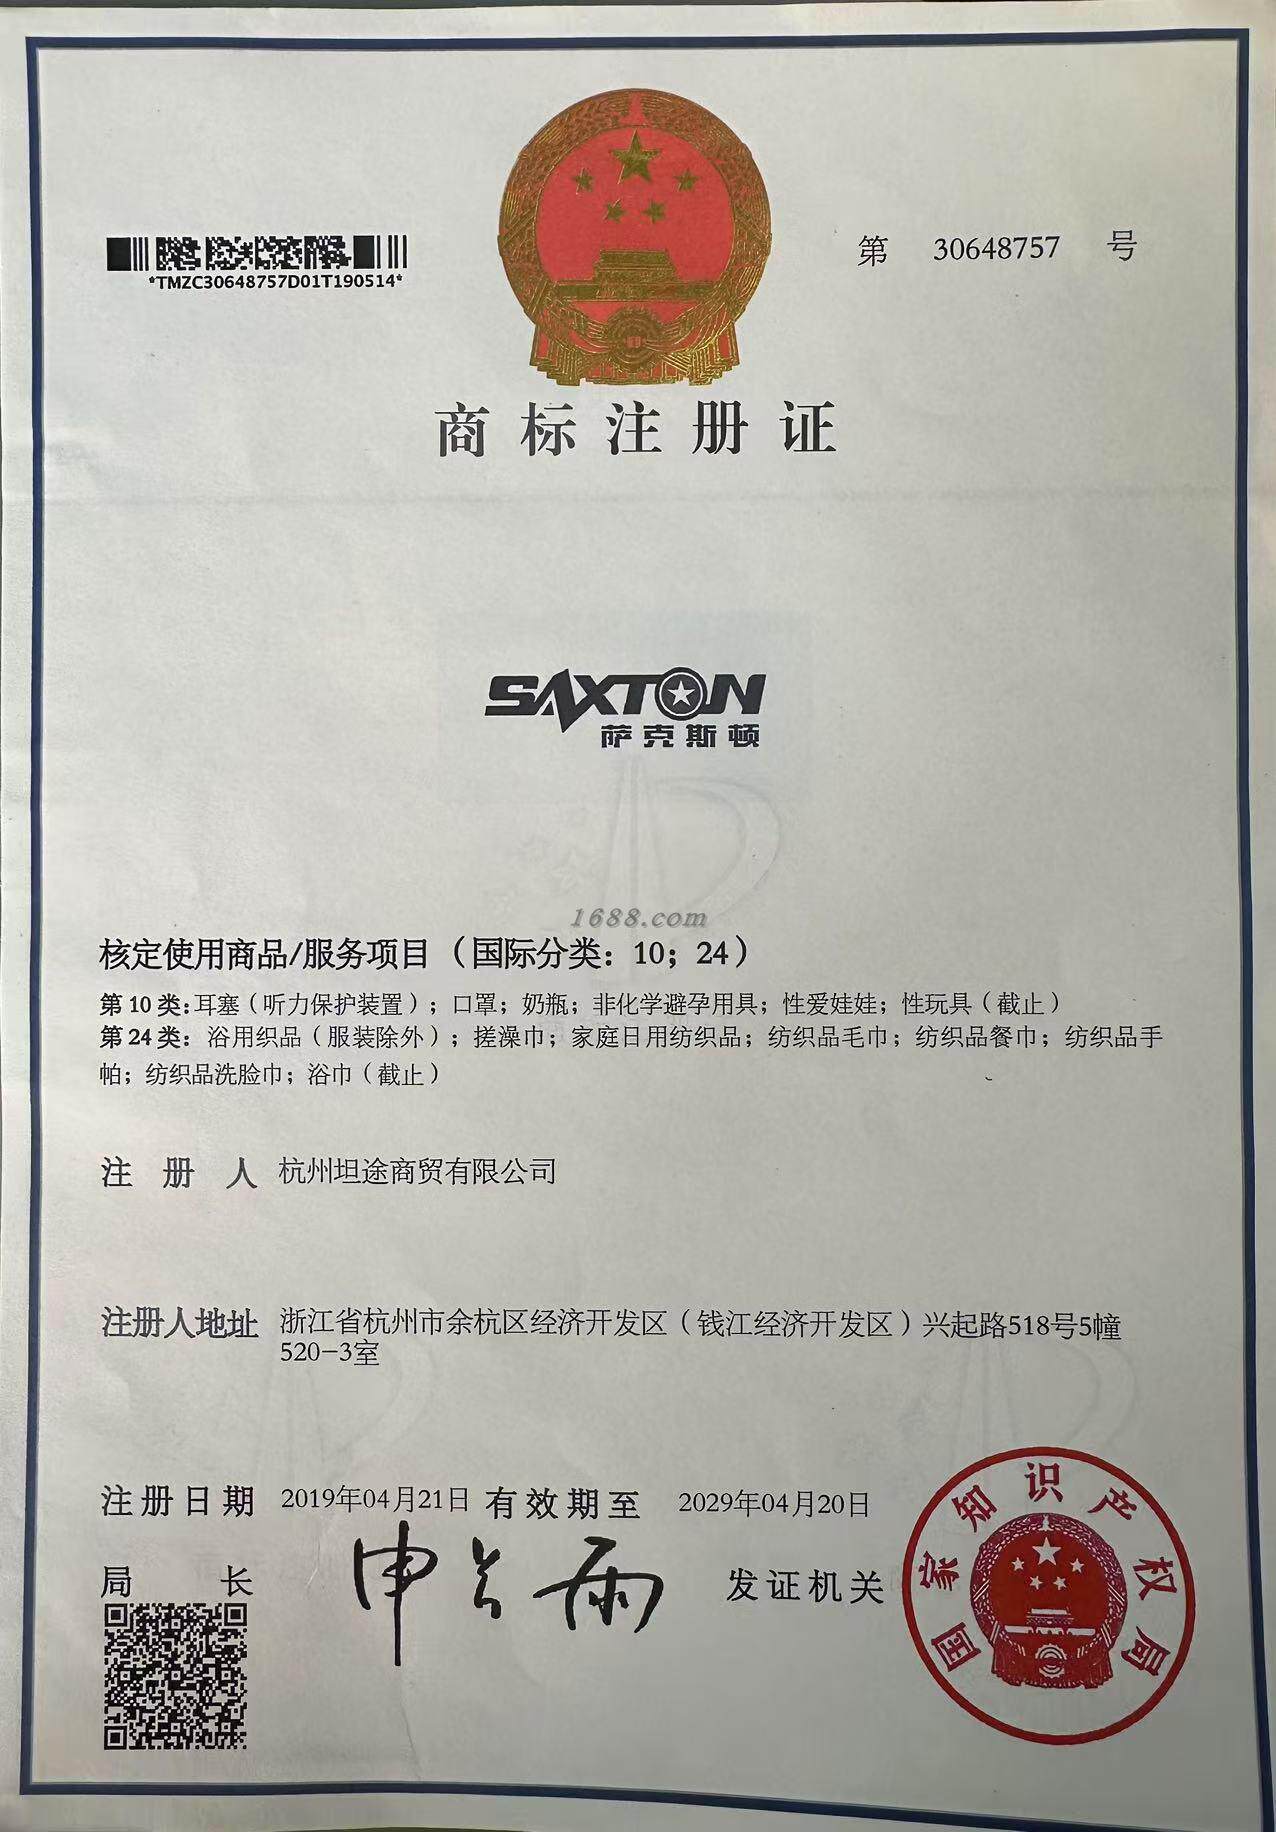 *TMZC30648757D01T190514*
第 30648757 号
商标注册证
SAXTON
萨克斯顿
1688.com
核定使用商品/服务项目（国际分类：10；24）
第 10 类：耳塞（听力保护装置）；口罩；奶瓶；非化学避孕用具；性爱娃娃；性玩具（截止）
第 24 类：浴用织品（服装除外）；搓澡巾；家庭日用纺织品；纺织品毛巾；纺织品餐巾；纺织品手
帕；纺织品洗脸巾；浴巾（截止）
注 册 人 杭州坦途商贸有限公司
注册人地址 浙江省杭州市余杭区经济开发区（钱江经济开发区）兴起路518号5幢
520-3室
注册日期 2019年04月21日 有效期至 2029年04月20日
局 长 申长雨 发证机关
国家知识产权局